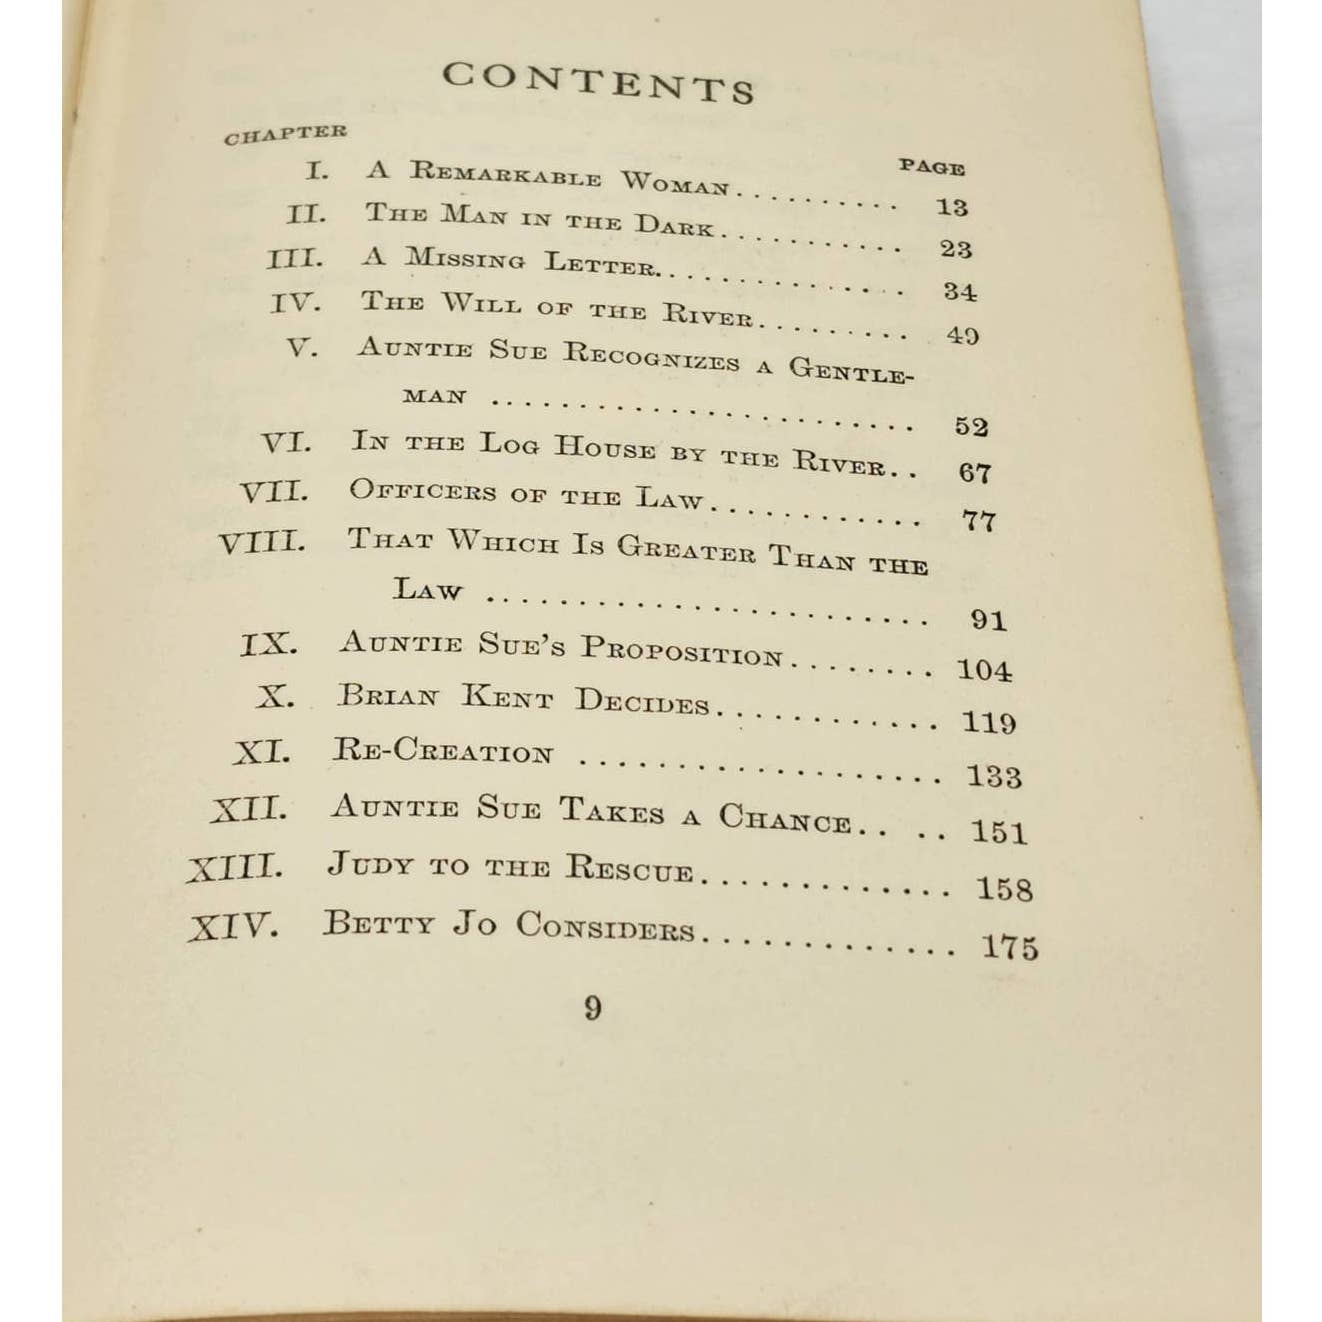 CONTENTS
CHAPTER PAGE
I. A Remarkable Woman.......... 13
II. The Man in the Dark........... 23
III. A Missing Letter............... 34
IV. The Will of the River.......... 49
V. Auntie Sue Recognizes a Gentle-
man ........................ 52
VI. In the Log House by the River.. 67
VII. Officers of the Law............. 77
VIII. That Which Is Greater Than the
Law ......................... 91
IX. Auntie Sue's Proposition........ 104
X. Brian Kent Decides............. 119
XI. Re-Creation ...................... 133
XII. Auntie Sue Takes a Chance.. .. 151
XIII. Judy to the Rescue............. 158
XIV. Betty Jo Considers.............. 175
9